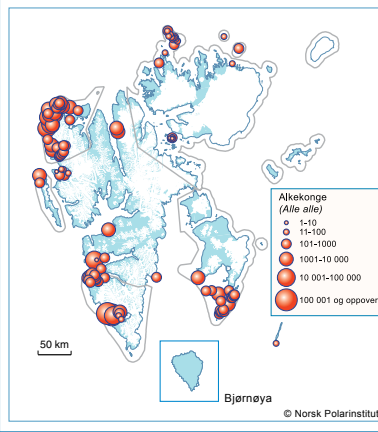 Alkekonge
(Alle alle)
1-10
11-100
101-1000
1001-10 000
10 001-100 000
100 001 og oppover
50 km
Bjørnøya
© Norsk Polarinstitut